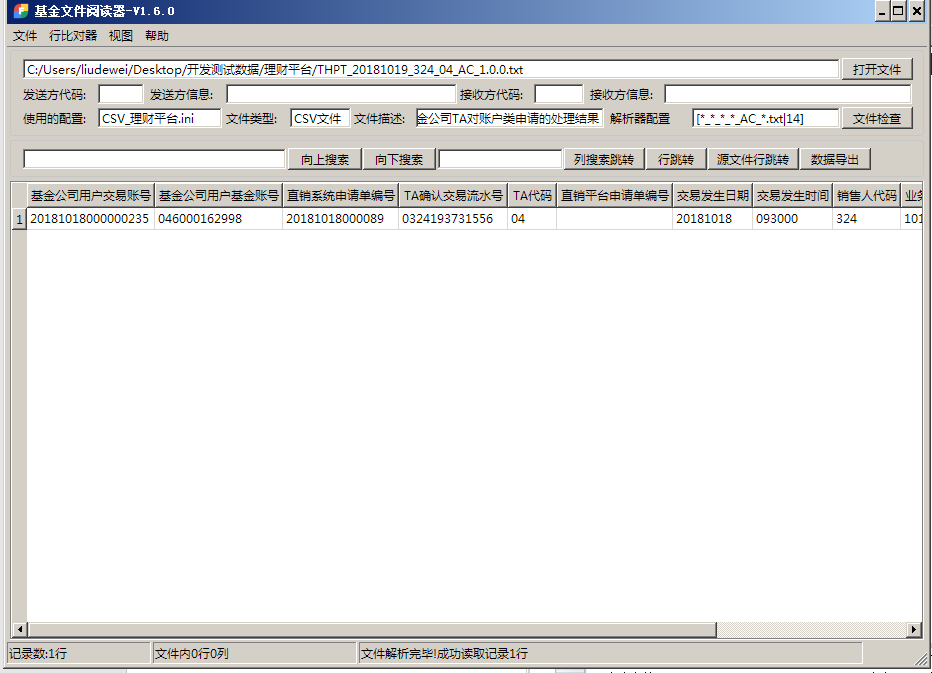 基金文件阅读器-V1.6.0
文件 行比对器 视图 帮助
C:/Users/liudewei/Desktop/开发测试数据/理财平台/THPT_20181019_324_04_AC_1.0.0.txt 打开文件
发送方代码: 发送方信息: 接收方代码: 接收方信息:
使用的配置: CSV_理财平台.ini 文件类型: CSV文件 文件描述: 金公司TA对账户类申请的处理结果 解析器配置 [*_*_*_*_AC_*.txt|14] 文件检查
向上搜索 向下搜索 列搜索跳转 行跳转 源文件行跳转 数据导出
基金公司用户交易账号 基金公司用户基金账号 直销系统申请单编号 TA确认交易流水号 TA代码 直销平台申请单编号 交易发生日期 交易发生时间 销售人代码 业务
1 20181018000000235 046000162998 20181018000089 0324193731556 04 20181018 093000 324 101
记录数:1行 文件内0行0列 文件解析完毕!成功读取记录1行